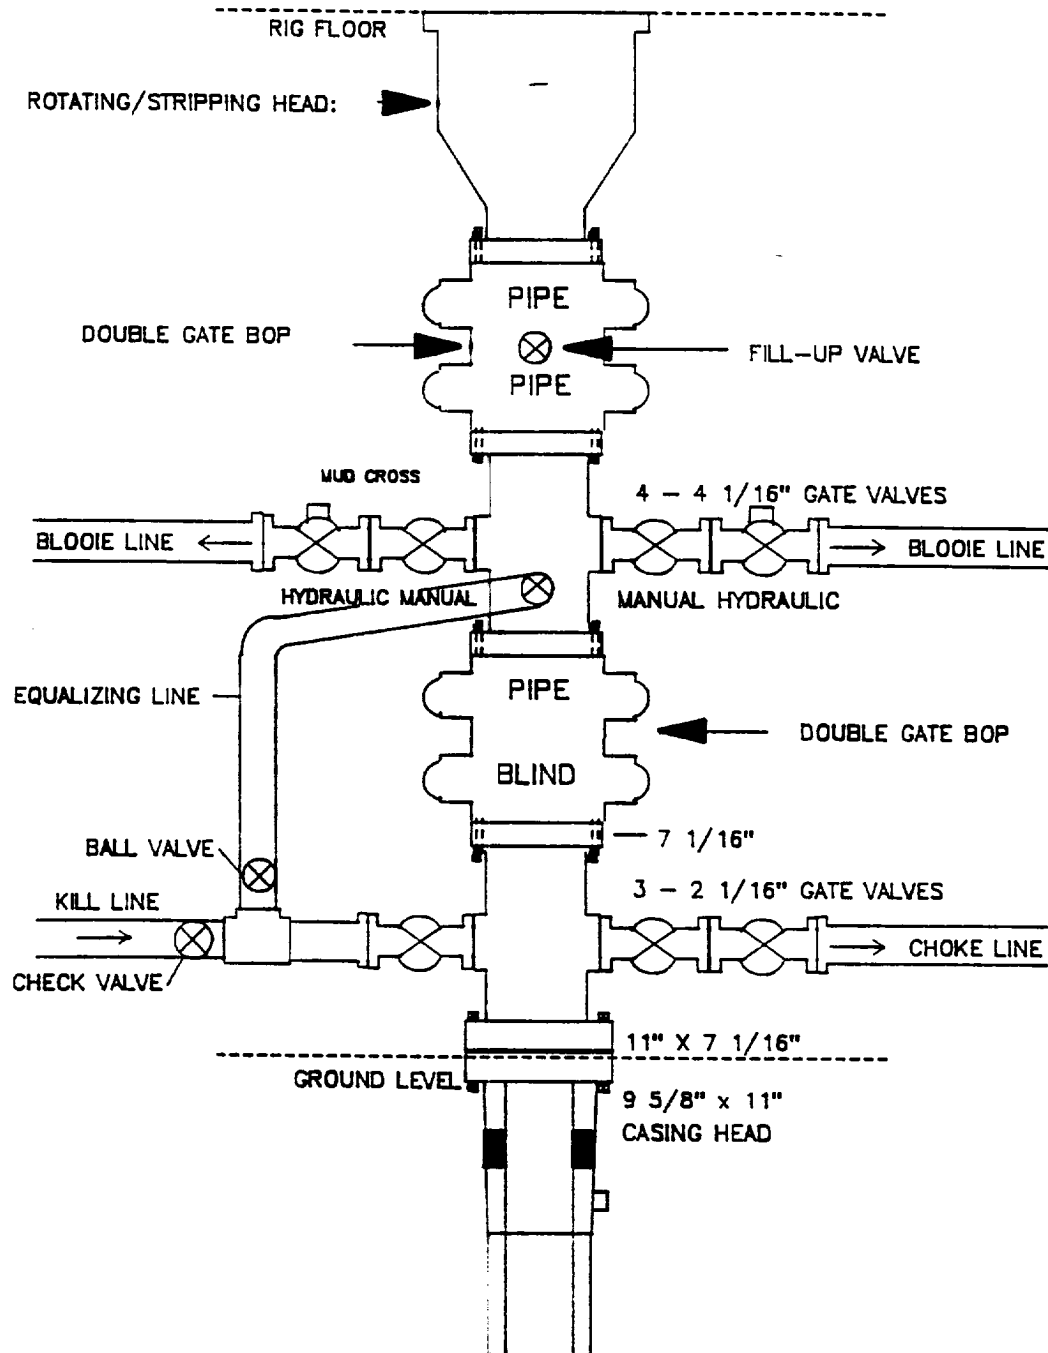 RIG FLOOR
ROTATING/STRIPPING HEAD:
PIPE
DOUBLE GATE BOP
FILL-UP VALVE
PIPE
MUD CROSS
4 - 4 1/16" GATE VALVES
BLOOIE LINE
BLOOIE LINE
HYDRAULIC MANUAL
MANUAL HYDRAULIC
EQUALIZING LINE
PIPE
DOUBLE GATE BOP
BLIND
7 1/16"
BALL VALVE
KILL LINE
3 - 2 1/16" GATE VALVES
CHOKE LINE
CHECK VALVE
11" X 7 1/16"
GROUND LEVEL
9 5/8" x 11"
CASING HEAD